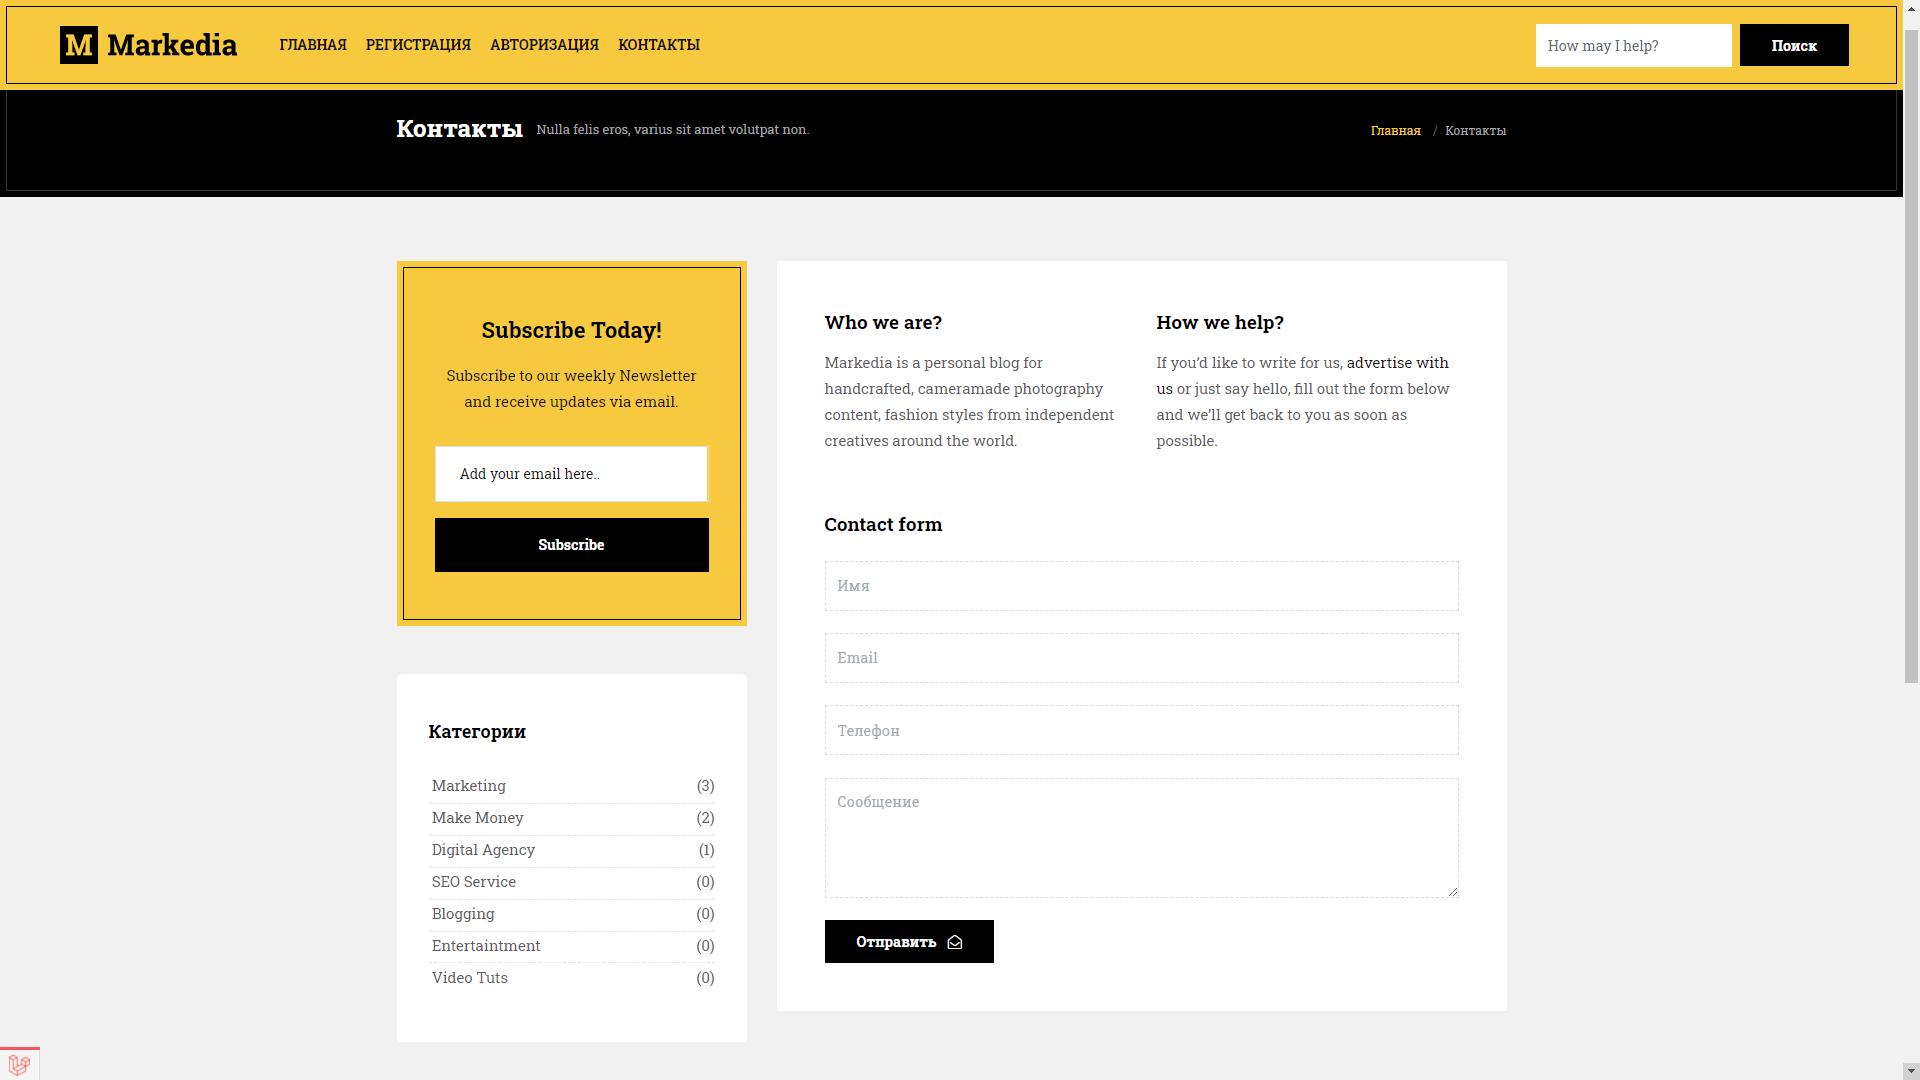 M Markedia
ГЛАВНАЯ РЕГИСТРАЦИЯ АВТОРИЗАЦИЯ КОНТАКТЫ
How may I help?
Поиск
Контакты Nulla felis eros, varius sit amet volutpat non.
Главная / Контакты
Subscribe Today!
Subscribe to our weekly Newsletter
and receive updates via email.
Add your email here..
Subscribe
Категории
Marketing (3)
Make Money (2)
Digital Agency (1)
SEO Service (0)
Blogging (0)
Entertaintment (0)
Video Tuts (0)
Who we are?
Markedia is a personal blog for
handcrafted, cameramade photography
content, fashion styles from independent
creatives around the world.
How we help?
If you’d like to write for us, advertise with
us or just say hello, fill out the form below
and we’ll get back to you as soon as
possible.
Contact form
Имя
Email
Телефон
Сообщение
Отправить